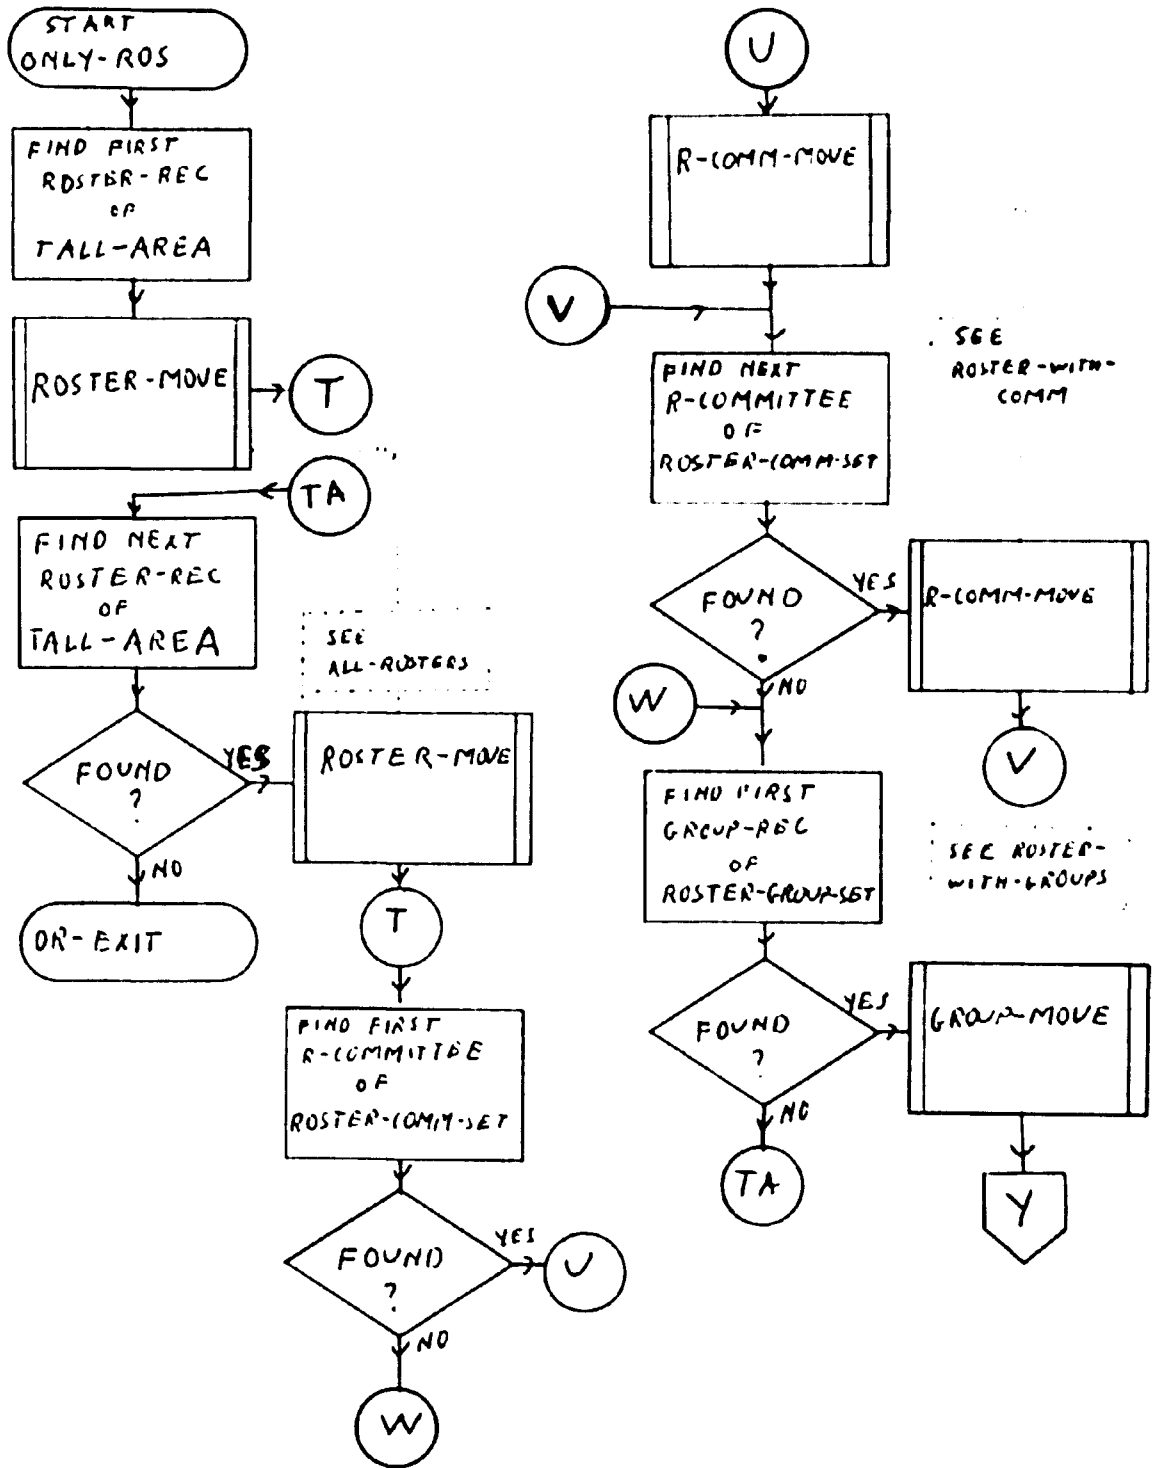 START
ONLY-ROS
FIND FIRST
ROSTER-REC
OF
TALL-AREA
ROSTER-MOVE
T
TA
FIND NEXT
ROSTER-REC
OF
TALL-AREA
SEE
ALL-ROSTERS
FOUND
?
YES
NO
ROSTER-MOVE
OR-EXIT
T
FIND FIRST
R-COMMITTEE
OF
ROSTER-COMM-SET
FOUND
?
YES
U
NO
W
U
R-COMM-MOVE
V
SEE
ROSTER-WITH-
COMM
FIND NEXT
R-COMMITTEE
OF
ROSTER-COMM-SET
FOUND
?
YES
R-COMM-MOVE
NO
W
V
FIND FIRST
GROUP-REC
OF
ROSTER-GROUP-SET
SEE ROSTER-
WITH-GROUPS
FOUND
?
YES
GROUP-MOVE
NO
TA
Y